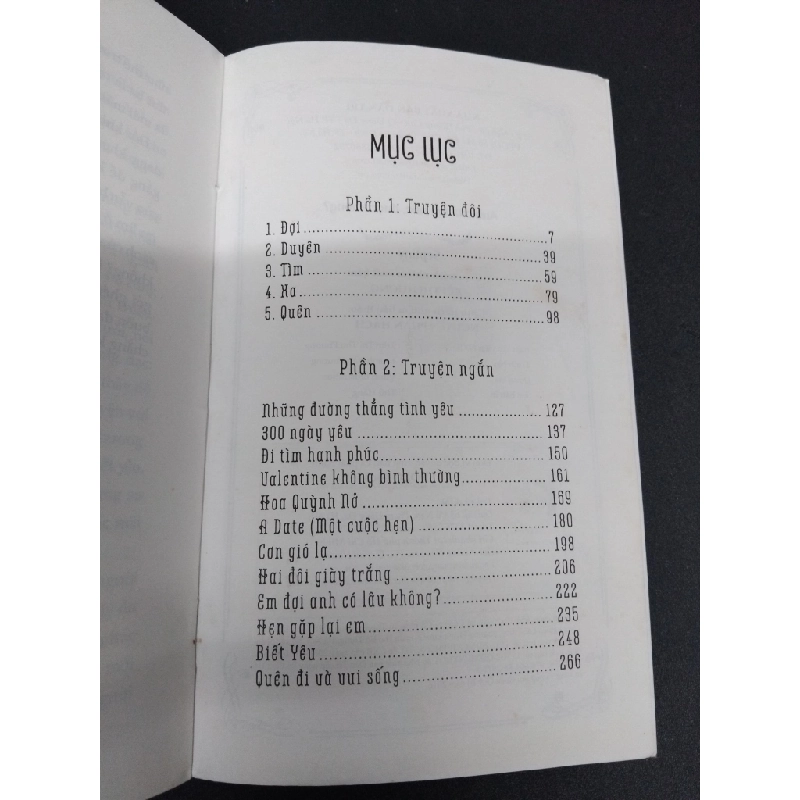 MỤC LỤC
Phần 1: Truyện đôi
1. Đợi.................................................7
2. Duyên.............................................39
3. Tìm................................................59
4. Ha..................................................79
5. Quên..............................................98
Phần 2: Truyện ngắn
Những đường thẳng tình yêu.................127
300 ngày yêu...................................137
Đi tìm hạnh phúc..............................150
Valentine không bình thường.................161
Hoa Quỳnh Nở..................................169
A Date (Một cuộc hẹn)........................180
Cơn gió lạ........................................198
Hai đôi giày trắng..............................206
Em đợi anh có lâu không?....................222
Hẹn gặp lại em..................................235
Biết Yêu..........................................248
Quên đi và vui sống............................266